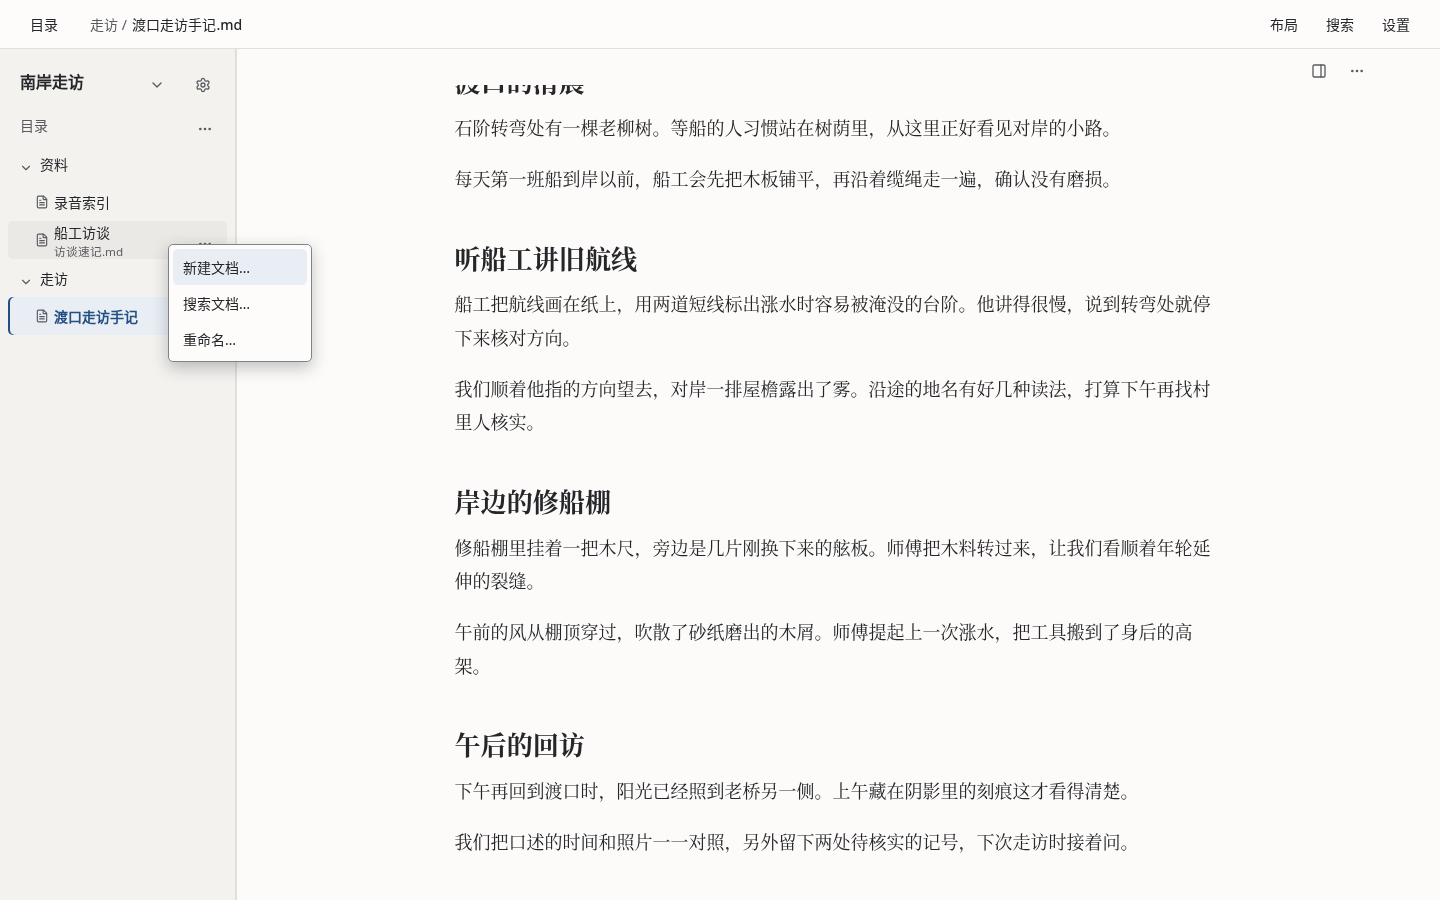 目录
走访 / 渡口走访手记.md
布局
搜索
设置
南岸走访
目录
资料
录音索引
船工访谈
访谈速记.md
走访
渡口走访手记
新建文档...
搜索文档...
重命名...
石阶转弯处有一棵老柳树。等船的人习惯站在树荫里，从这里正好看见对岸的小路。
每天第一班船到岸以前，船工会先把木板铺平，再沿着缆绳走一遍，确认没有磨损。
听船工讲旧航线
船工把航线画在纸上，用两道短线标出涨水时容易被淹没的台阶。他讲得很慢，说到转弯处就停
下来核对方向。
我们顺着他指的方向望去，对岸一排屋檐露出了雾。沿途的地名有好几种读法，打算下午再找村
里人核实。
岸边的修船棚
修船棚里挂着一把木尺，旁边是几片刚换下来的舷板。师傅把木料转过来，让我们看顺着年轮延
伸的裂缝。
午前的风从棚顶穿过，吹散了砂纸磨出的木屑。师傅提起上一次涨水，把工具搬到了身后的高
架。
午后的回访
下午再回到渡口时，阳光已经照到老桥另一侧。上午藏在阴影里的刻痕这才看得清楚。
我们把口述的时间和照片一一对照，另外留下两处待核实的记号，下次走访时接着问。